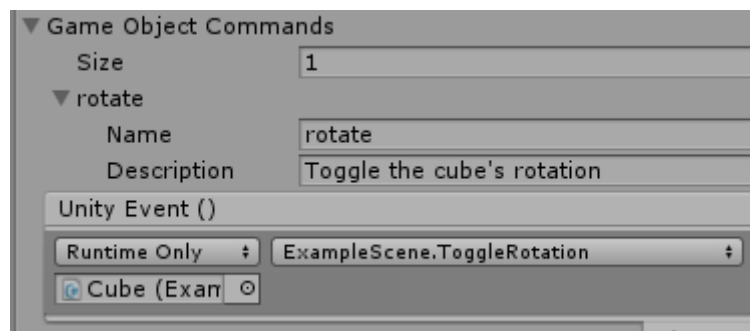 Game Object Commands
Size 1
rotate
Name rotate
Description Toggle the cube's rotation
Unity Event ()
Runtime Only ExampleScene.ToggleRotation
Cube (Exam